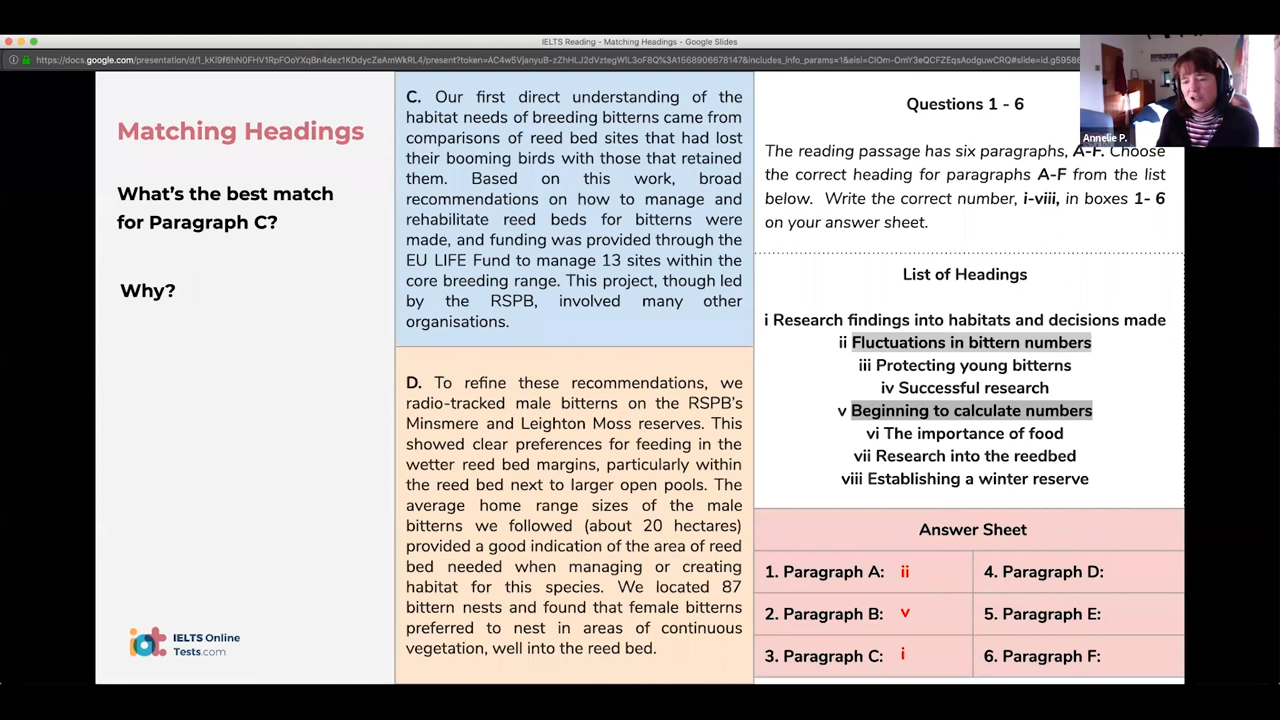 IELTS Reading - Matching Headings - Google Slides
Matching Headings
What's the best match
for Paragraph C?
Why?
IELTS Online
Tests.com
C. Our first direct understanding of the
habitat needs of breeding bitterns came from
comparisons of reed bed sites that had lost
their booming birds with those that retained
them. Based on this work, broad
recommendations on how to manage and
rehabilitate reed beds for bitterns were
made, and funding was provided through the
EU LIFE Fund to manage 13 sites within the
core breeding range. This project, though led
by the RSPB, involved many other
organisations.
D. To refine these recommendations, we
radio-tracked male bitterns on the RSPB's
Minsmere and Leighton Moss reserves. This
showed clear preferences for feeding in the
wetter reed bed margins, particularly within
the reed bed next to larger open pools. The
average home range sizes of the male
bitterns we followed (about 20 hectares)
provided a good indication of the area of reed
bed needed when managing or creating
habitat for this species. We located 87
bittern nests and found that female bitterns
preferred to nest in areas of continuous
vegetation, well into the reed bed.
Annelie P.
Questions 1 - 6
The reading passage has six paragraphs, A-F. Choose
the correct heading for paragraphs A-F from the list
below. Write the correct number, i-viii, in boxes 1- 6
on your answer sheet.
List of Headings
i Research findings into habitats and decisions made
ii Fluctuations in bittern numbers
iii Protecting young bitterns
iv Successful research
v Beginning to calculate numbers
vi The importance of food
vii Research into the reedbed
viii Establishing a winter reserve
Answer Sheet
1. Paragraph A: ii
4. Paragraph D:
2. Paragraph B: v
5. Paragraph E:
3. Paragraph C: i
6. Paragraph F: